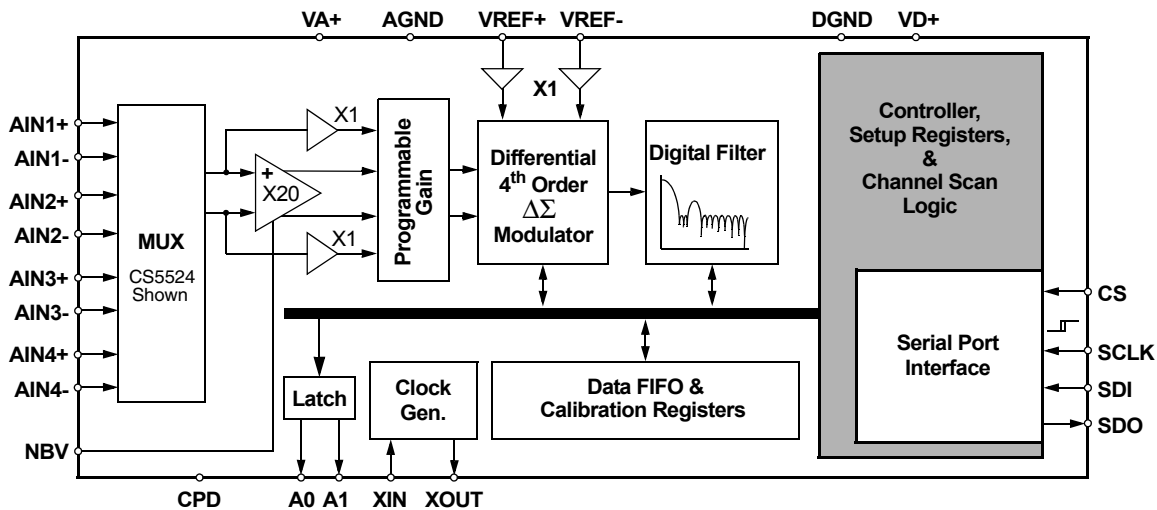 VA+ AGND VREF+ VREF- DGND VD+
X1
AIN1+
AIN1-
AIN2+
AIN2-
AIN3+
AIN3-
AIN4+
AIN4-
NBV
MUX
CS5524
Shown
X1
+
X20
X1
Programmable
Gain
Differential
4th Order
ΔΣ
Modulator
Digital Filter
Controller,
Setup Registers,
&
Channel Scan
Logic
Serial Port
Interface
CS
SCLK
SDI
SDO
Latch
Clock
Gen.
Data FIFO &
Calibration Registers
CPD A0 A1 XIN XOUT